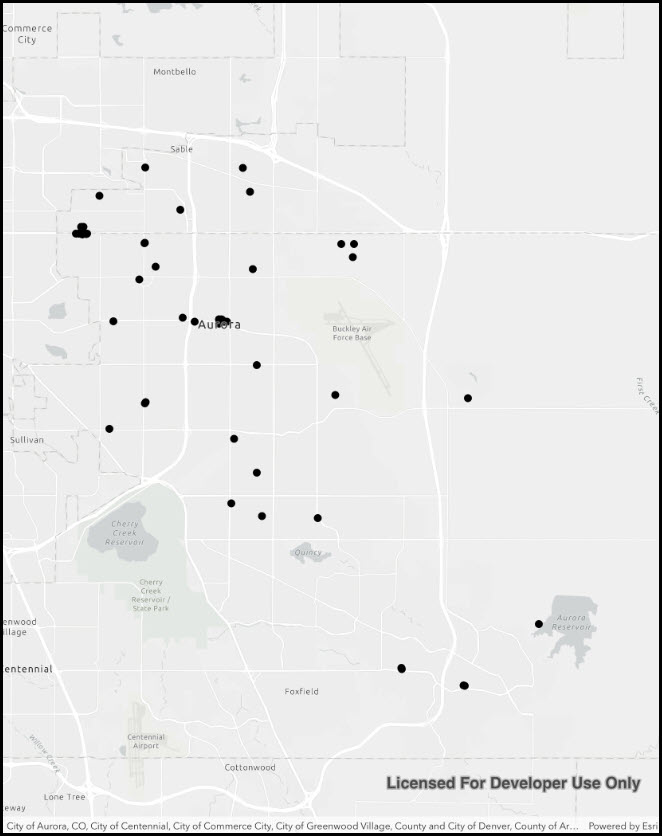 Commerce
City
Montbello
Sable
Aurora
Buckley Air
Force Base
First Creek
Sullivan
Cherry
Creek
Reservoir
Quincy
Cherry
Creek
Reservoir /
State Park
enwood
illage
Aurora
Reservoir
entennial
Foxfield
Willow Creek
Centennial
Airport
Cottonwood
Licensed For Developer Use Only
Lone Tree
eway
City of Aurora, CO, City of Centennial, City of Commerce City, City of Greenwood Village, County and City of Denver, County of Ar... Powered by Esri